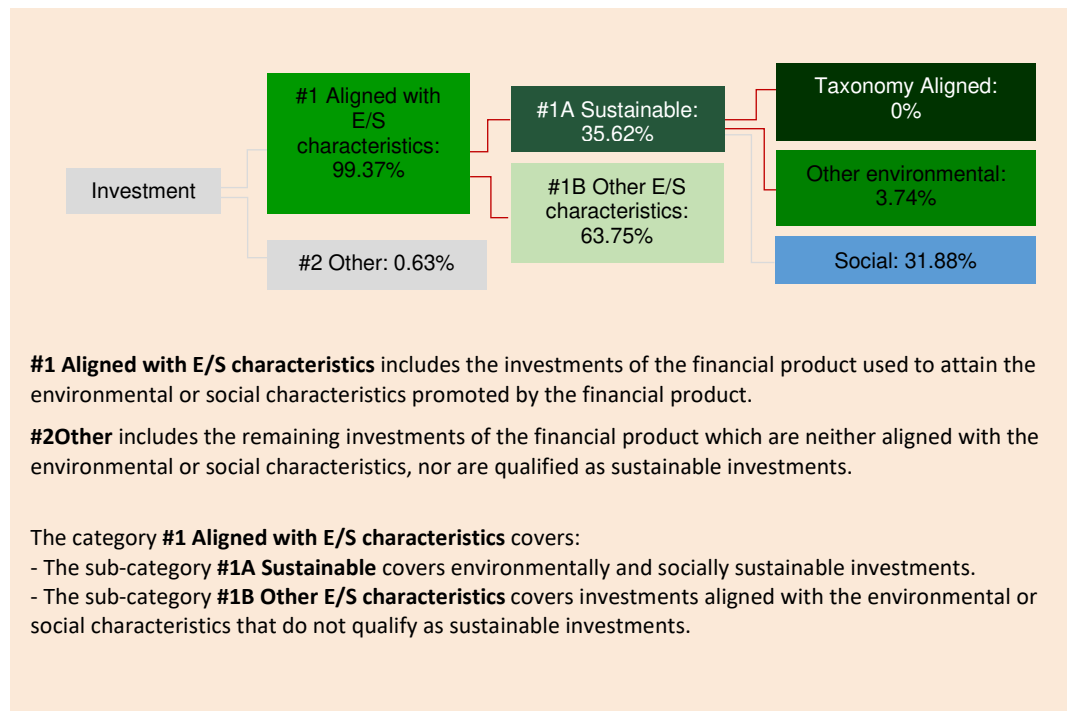 #1 Aligned with
E/S
characteristics:
99.37%
#1A Sustainable:
35.62%
Taxonomy Aligned:
0%
Investment
#1B Other E/S
characteristics:
63.75%
Other environmental:
3.74%
#2 Other: 0.63%
Social: 31.88%
#1 Aligned with E/S characteristics includes the investments of the financial product used to attain the
environmental or social characteristics promoted by the financial product.
#2Other includes the remaining investments of the financial product which are neither aligned with the
environmental or social characteristics, nor are qualified as sustainable investments.
The category #1 Aligned with E/S characteristics covers:
- The sub-category #1A Sustainable covers environmentally and socially sustainable investments.
- The sub-category #1B Other E/S characteristics covers investments aligned with the environmental or
social characteristics that do not qualify as sustainable investments.